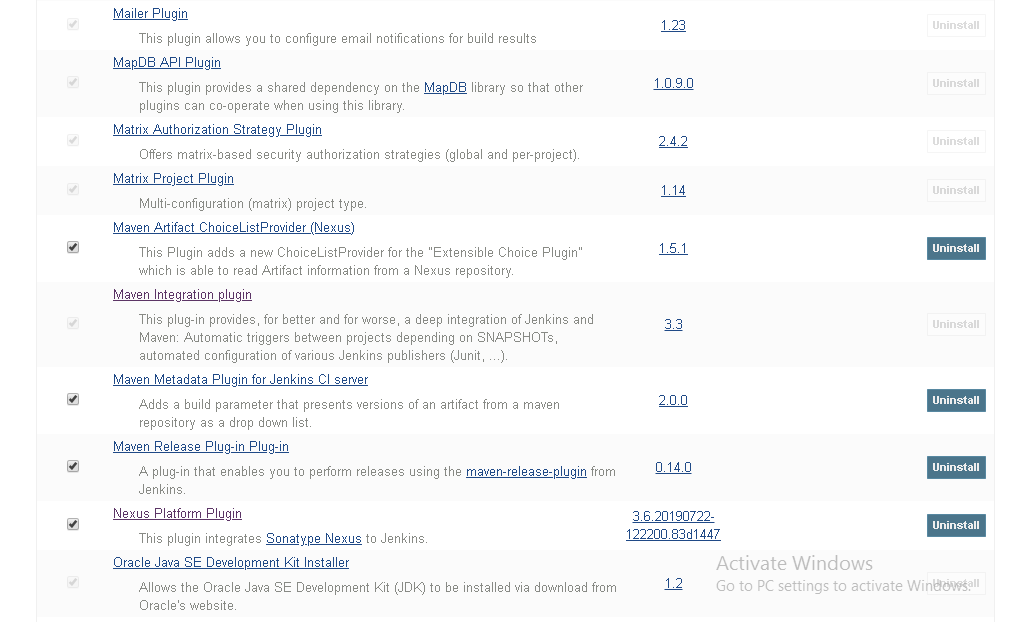 Mailer Plugin
This plugin allows you to configure email notifications for build results
1.23
Uninstall
MapDB API Plugin
This plugin provides a shared dependency on the MapDB library so that other
plugins can co-operate when using this library.
1.0.9.0
Uninstall
Matrix Authorization Strategy Plugin
Offers matrix-based security authorization strategies (global and per-project).
2.4.2
Uninstall
Matrix Project Plugin
Multi-configuration (matrix) project type.
1.14
Uninstall
Maven Artifact ChoiceListProvider (Nexus)
This Plugin adds a new ChoiceListProvider for the "Extensible Choice Plugin"
which is able to read Artifact information from a Nexus repository.
1.5.1
Uninstall
Maven Integration plugin
This plug-in provides, for better and for worse, a deep integration of Jenkins and
Maven: Automatic triggers between projects depending on SNAPSHOTs,
automated configuration of various Jenkins publishers (Junit, ...).
3.3
Uninstall
Maven Metadata Plugin for Jenkins CI server
Adds a build parameter that presents versions of an artifact from a maven
repository as a drop down list.
2.0.0
Uninstall
Maven Release Plug-in Plug-in
A plug-in that enables you to perform releases using the maven-release-plugin from
Jenkins.
0.14.0
Uninstall
Nexus Platform Plugin
This plugin integrates Sonatype Nexus to Jenkins.
3.6.20190722-
122200.83d1447
Uninstall
Oracle Java SE Development Kit Installer
Allows the Oracle Java SE Development Kit (JDK) to be installed via download from
Oracle's website.
1.2
Uninstall
Activate Windows
Go to PC settings to activate Windows.